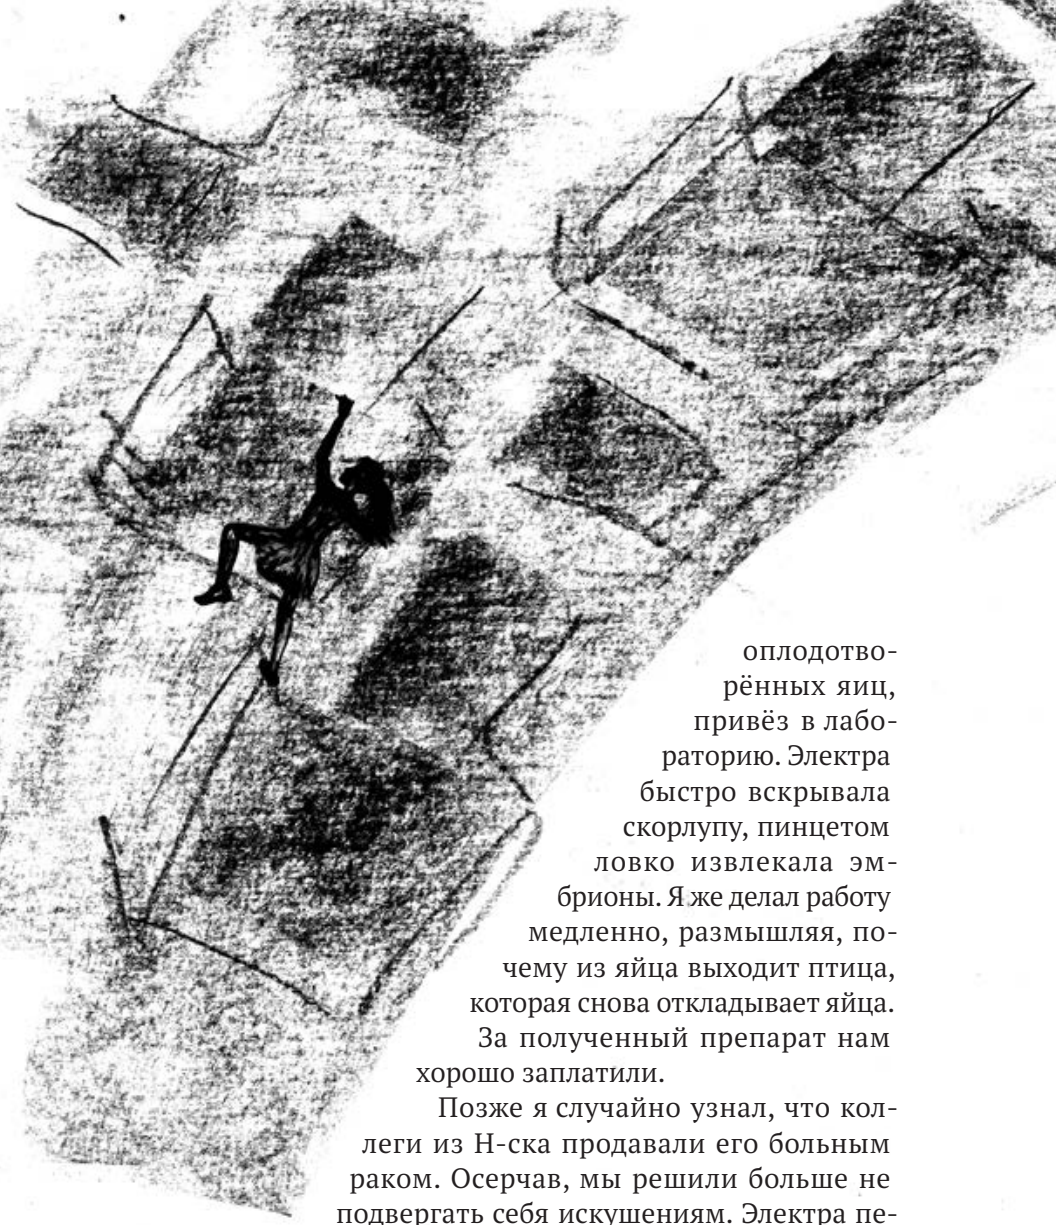 оплодотво-
рённых яиц,
привёз в лабо-
раторию. Электра
быстро вскрывала
скорлупу, пинцетом
ловко извлекала эм-
брионы. Я же делал работу
медленно, размышляя, по-
чему из яйца выходит птица,
которая снова откладывает яйца.
За полученный препарат нам
хорошо заплатили.
Позже я случайно узнал, что кол-
леги из Н-ска продавали его больным
раком. Осерчав, мы решили больше не
подвергать себя искушениям. Электра пе-